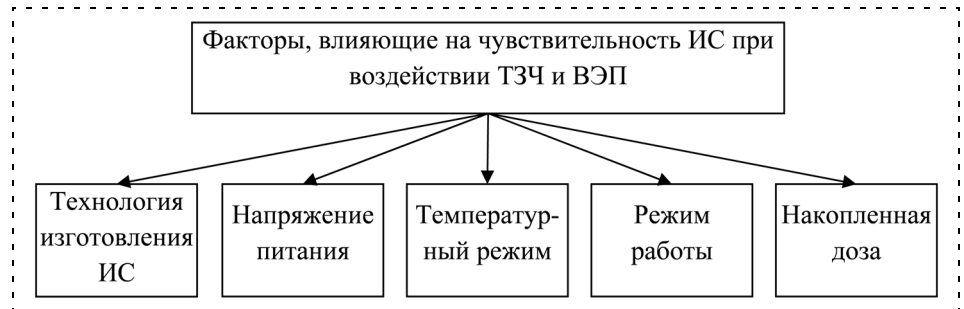 Факторы, влияющие на чувствительность ИС при
воздействии ТЗЧ и ВЭП
Технология
изготовления
ИС
Напряжение
питания
Температур-
ный режим
Режим
работы
Накопленная
доза